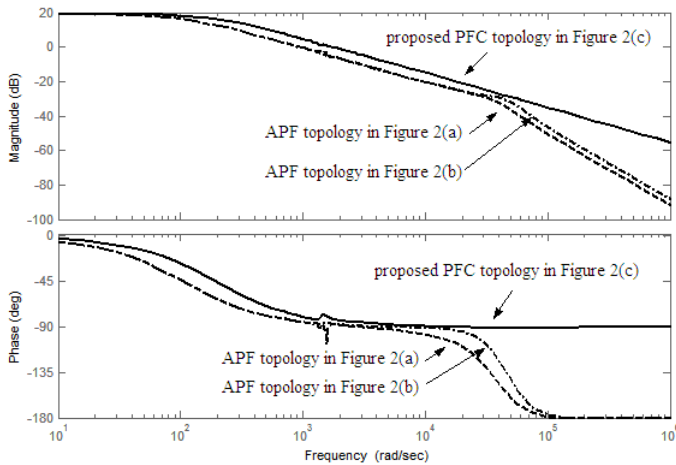 20
0
-20
-40
-60
-80
-100
Magnitude (dB)
proposed PFC topology in Figure 2(c)
APF topology in Figure 2(a)
APF topology in Figure 2(b)
0
-45
-90
-135
-180
Phase (deg)
proposed PFC topology in Figure 2(c)
APF topology in Figure 2(a)
APF topology in Figure 2(b)
10^1
10^2
10^3
10^4
10^5
10^6
Frequency (rad/sec)